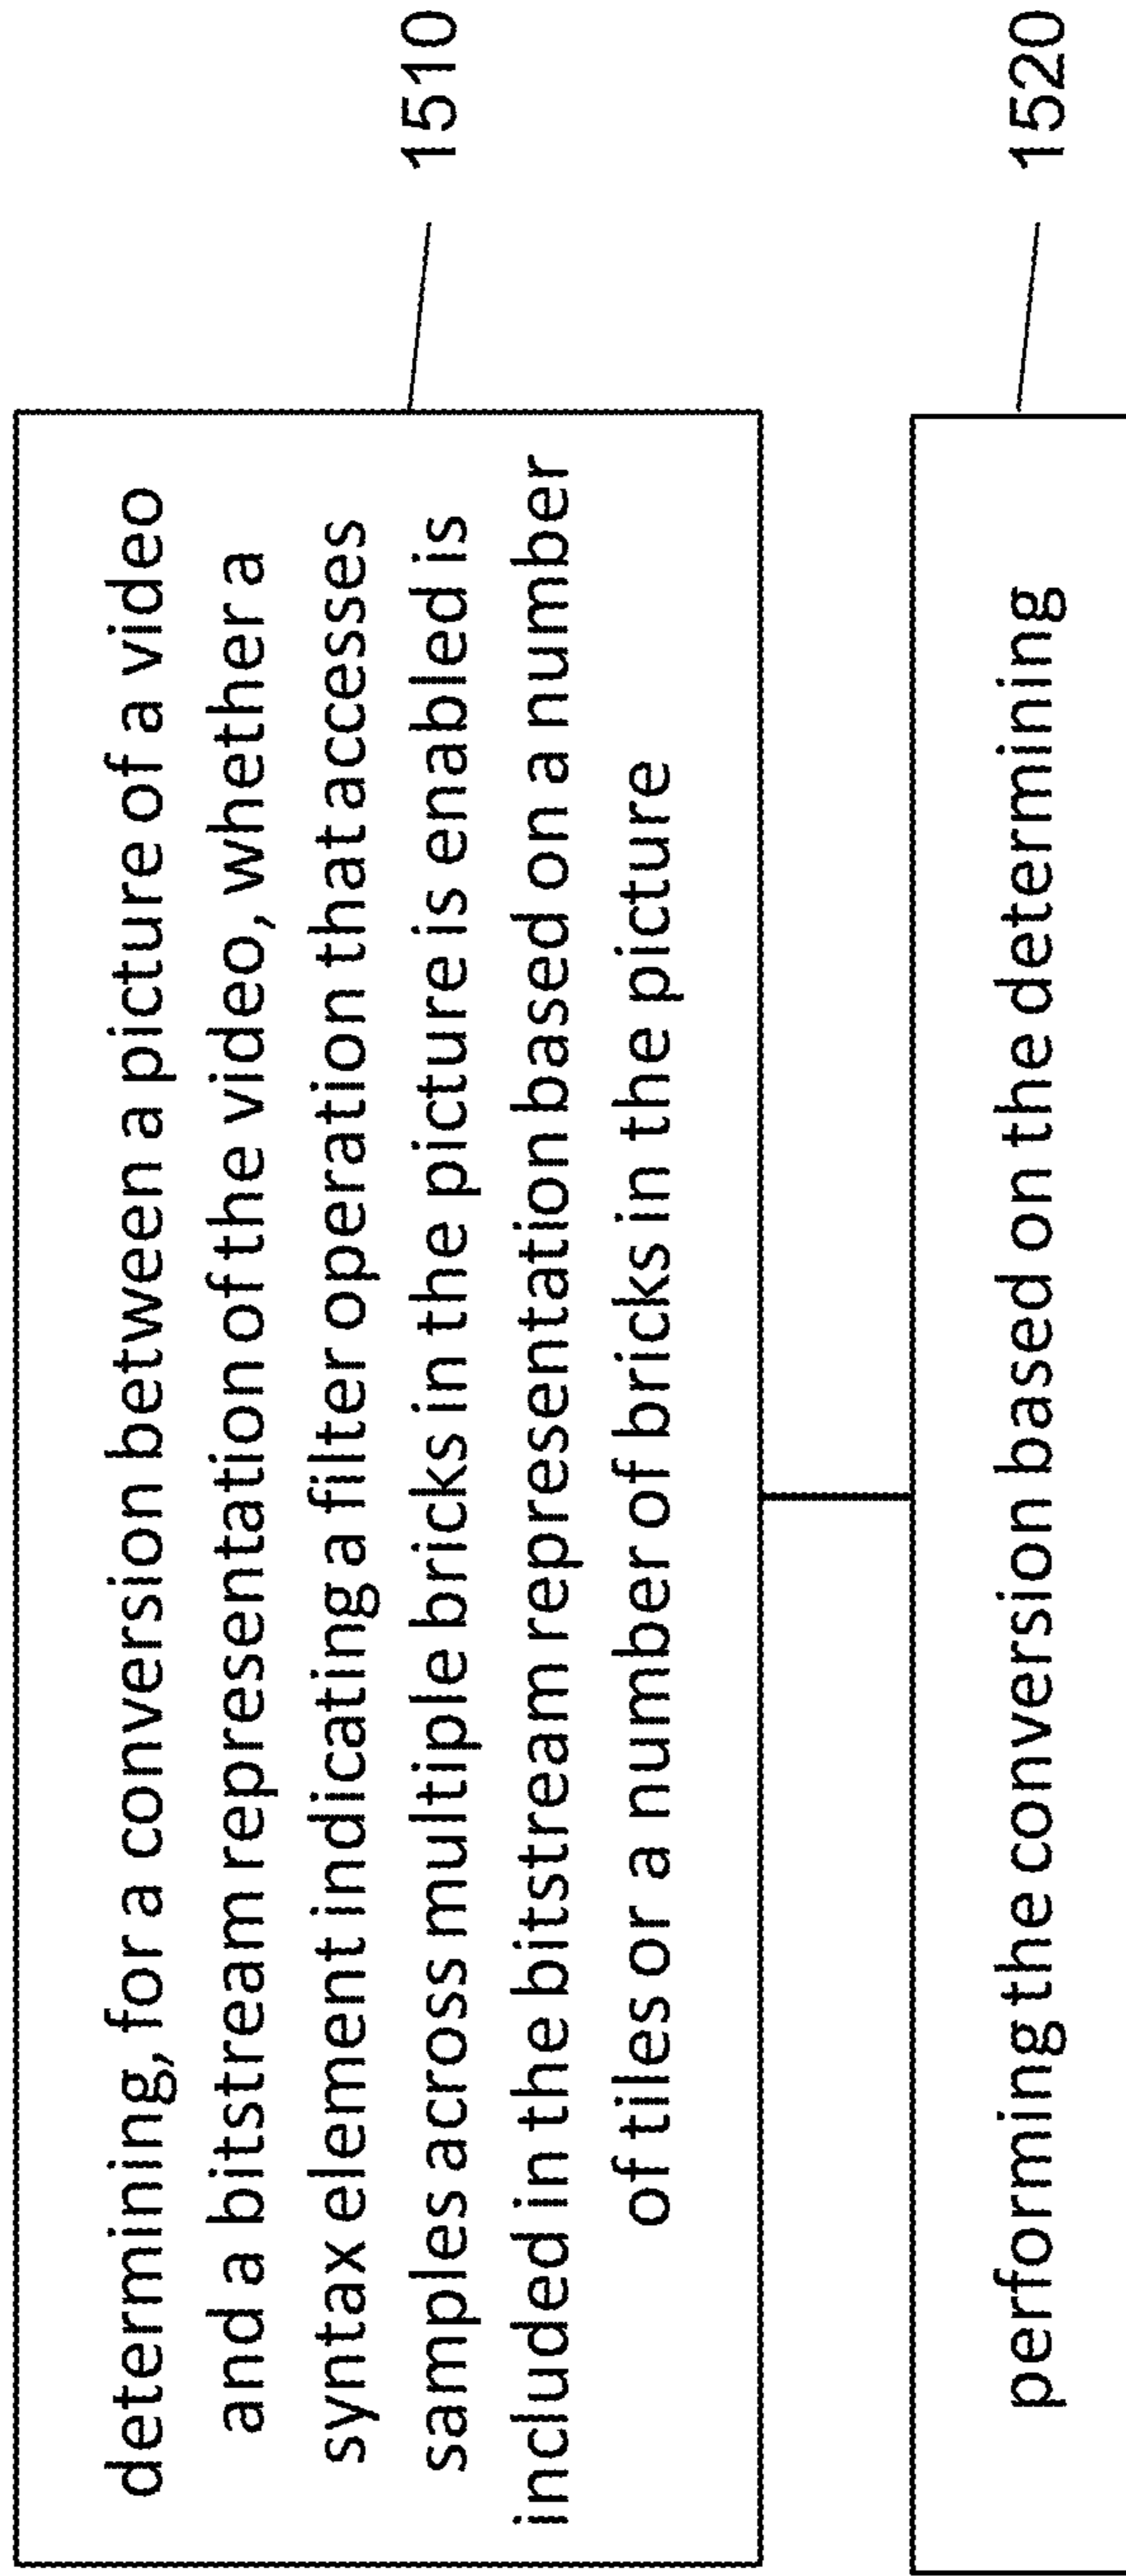 determining, for a conversion between a picture of a video
and a bitstream representation of the video, whether a
syntax element indicating a filter operation that accesses
samples across multiple bricks in the picture is enabled is
included in the bitstream representation based on a number
of tiles or a number of bricks in the picture
1510
performing the conversion based on the determining
1520